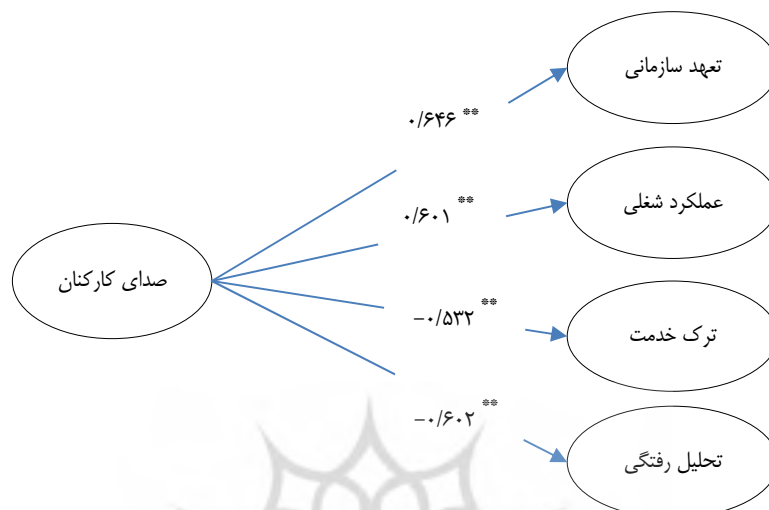 تعهد سازمانی
۰/۶۴۶ **
عملکرد شغلی
۰/۶۰۱ **
صدای کارکنان
-۰/۵۳۲ **
ترک خدمت
-۰/۶۰۲ **
تحلیل رفتگی